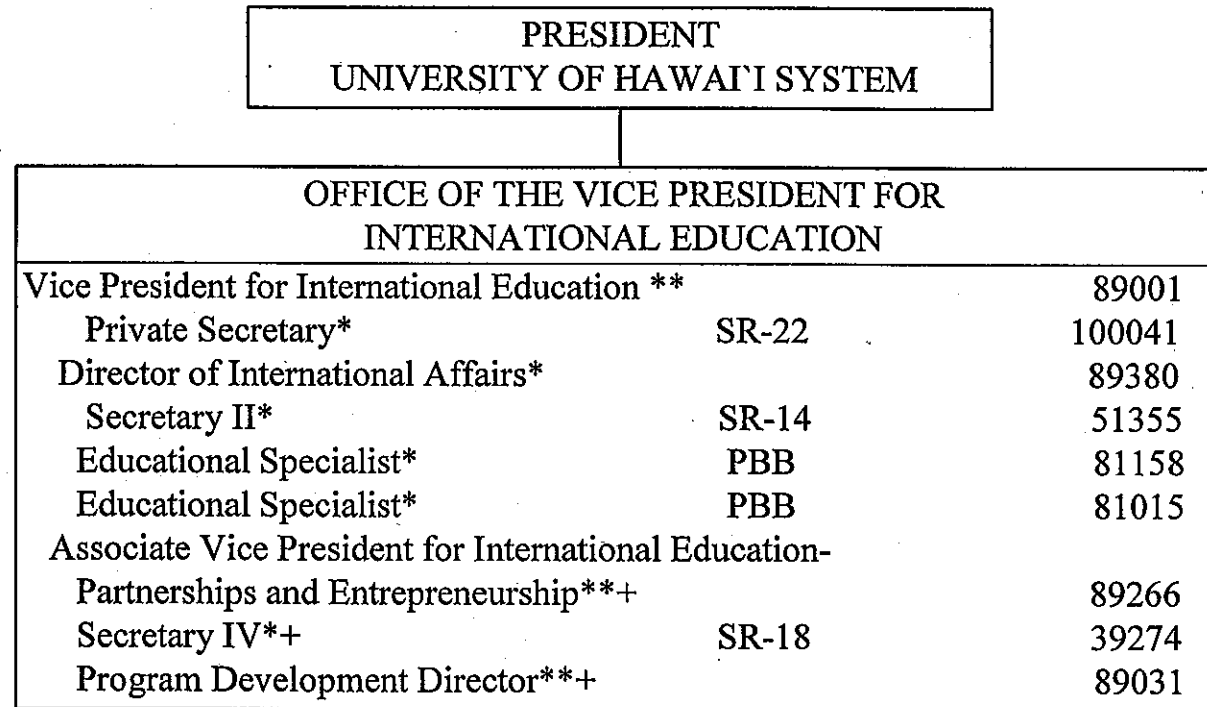 PRESIDENT
UNIVERSITY OF HAWAI`I SYSTEM
OFFICE OF THE VICE PRESIDENT FOR
INTERNATIONAL EDUCATION
Vice President for International Education ** 89001
Private Secretary* SR-22 100041
Director of International Affairs* 89380
Secretary II* SR-14 51355
Educational Specialist* PBB 81158
Educational Specialist* PBB 81015
Associate Vice President for International Education-
Partnerships and Entrepreneurship**+ 89266
Secretary IV*+ SR-18 39274
Program Development Director**+ 89031